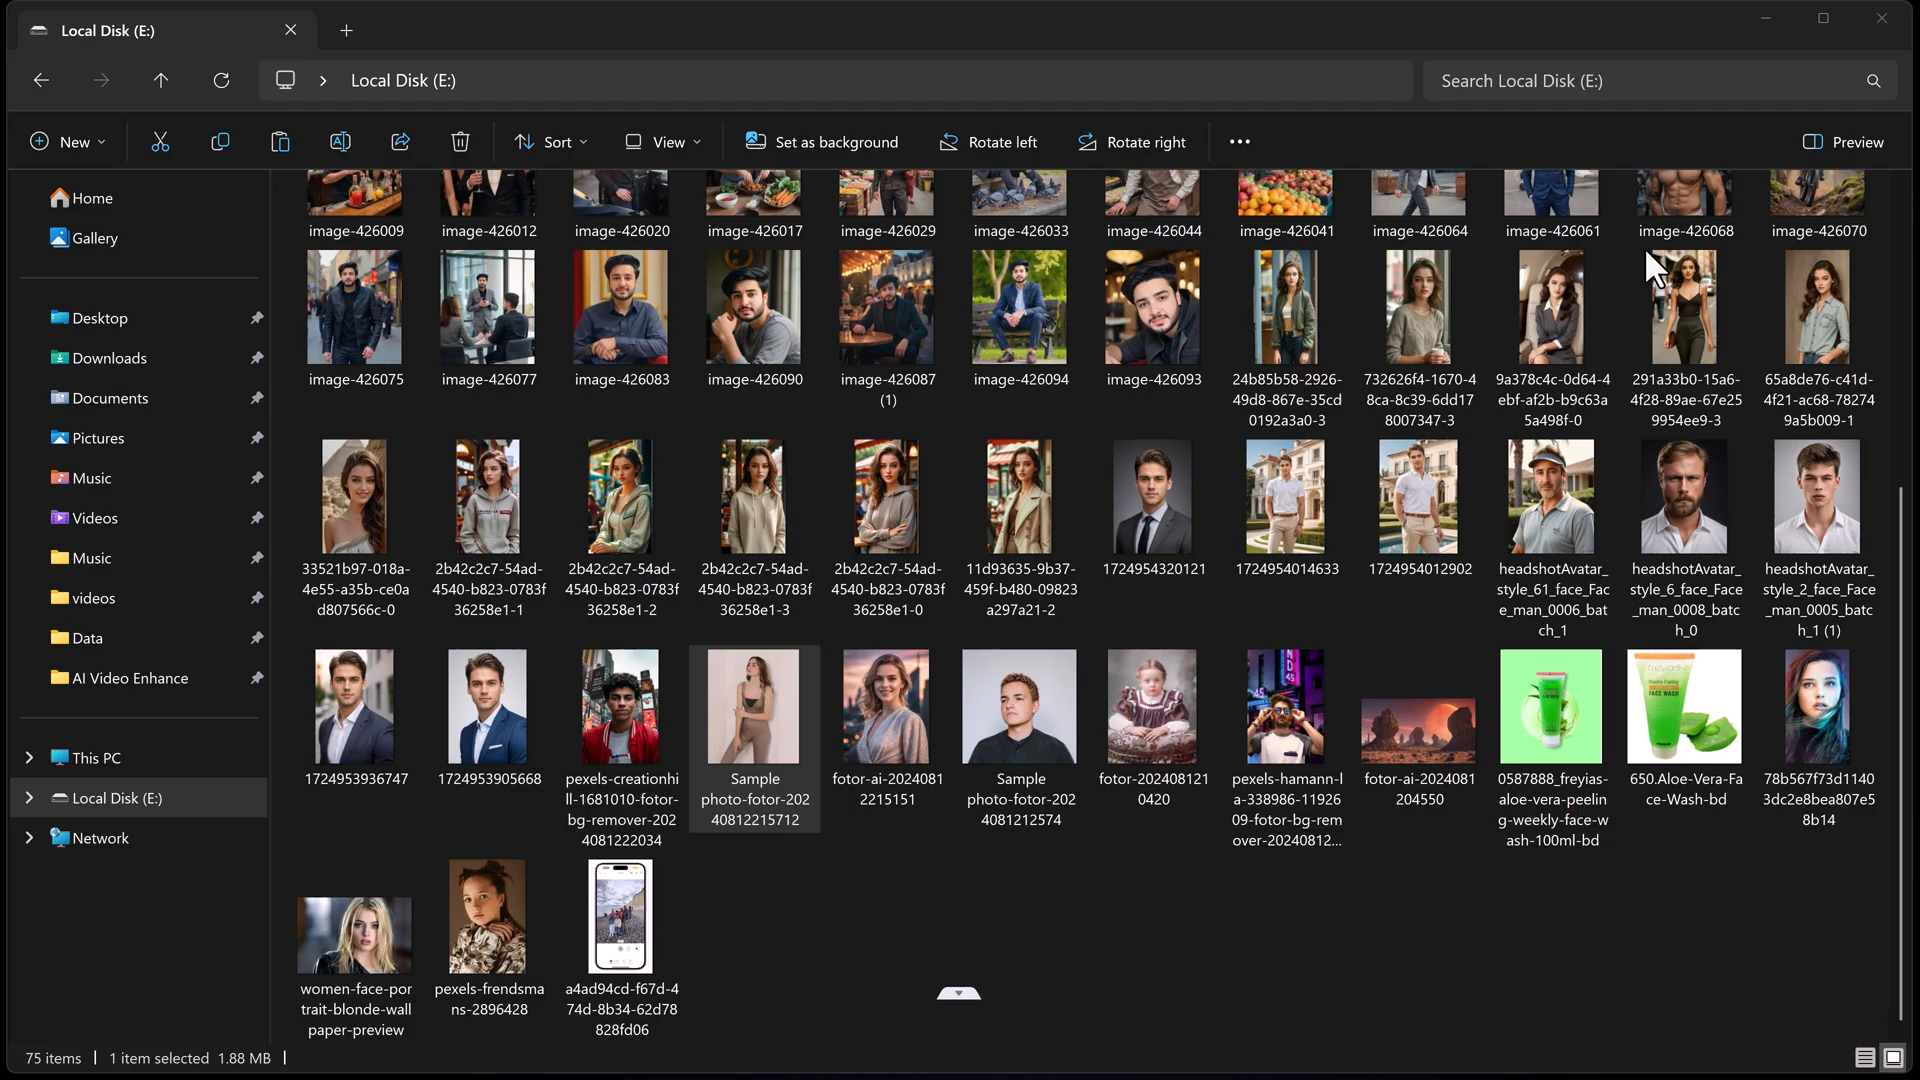 Local Disk (E:)
Local Disk (E:)
Search Local Disk (E:)
New
Sort
View
Set as background
Rotate left
Rotate right
Preview
Home
Gallery
Desktop
Downloads
Documents
Pictures
Music
Videos
Music
videos
Data
AI Video Enhance
This PC
Local Disk (E:)
Network
image-426009
image-426012
image-426020
image-426017
image-426029
image-426033
image-426044
image-426041
image-426064
image-426061
image-426068
image-426070
image-426075
image-426077
image-426083
image-426090
image-426087
(1)
image-426094
image-426093
24b85b58-2926-
49d8-867e-35cd
0192a3a0-3
732626f4-1670-4
8ca-8c39-6dd17
8007347-3
9a378c4c-0d64-4
ebf-af2b-b9c63a
5a498f-0
291a33b0-15a6-
4f28-89ae-67e25
9954ee9-3
65a8de76-c41d-
4f21-ac68-78274
9a5b009-1
33521b97-018a-
4e55-a35b-ce0a
d807566c-0
2b42c2c7-54ad-
4540-b823-0783f
36258e1-1
2b42c2c7-54ad-
4540-b823-0783f
36258e1-2
2b42c2c7-54ad-
4540-b823-0783f
36258e1-3
2b42c2c7-54ad-
4540-b823-0783f
36258e1-0
11d93635-9b37-
459f-b480-09823
a297a21-2
1724954320121
1724954014633
1724954012902
headshotAvatar_
style_61_face_Fac
e_man_0006_bat
ch_1
headshotAvatar_
style_6_face_Face
_man_0008_batc
h_0
headshotAvatar_
style_2_face_Face
_man_0005_batc
h_1 (1)
1724953936747
1724953905668
pexels-creationhi
ll-1681010-fotor-
bg-remover-202
4081222034
Sample
photo-fotor-202
40812215712
fotor-ai-2024081
2215151
Sample
photo-fotor-202
4081212574
fotor-202408121
0420
pexels-hamann-l
a-338986-11926
09-fotor-bg-rem
over-20240812...
fotor-ai-2024081
204550
0587888_freyias-
aloe-vera-peelin
g-weekly-face-w
ash-100ml-bd
650.Aloe-Vera-Fa
ce-Wash-bd
78b567f73d1140
3dc2e8bea807e5
8b14
women-face-por
trait-blonde-wall
paper-preview
pexels-frendsma
ns-2896428
a4ad94cd-f67d-4
74d-8b34-62d78
828fd06
FACE WASH
75 items
1 item selected 1.88 MB